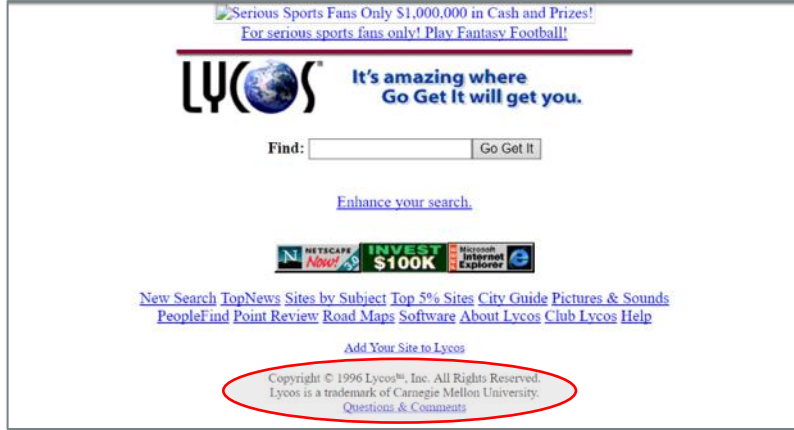 Serious Sports Fans Only $1,000,000 in Cash and Prizes!
For serious sports fans only! Play Fantasy Football!
LYCOS
It's amazing where
Go Get It will get you.
Find: Go Get It
Enhance your search.
N NETSCAPE Now! 3.0
INVEST $100K
FREE Microsoft Internet Explorer
New Search TopNews Sites by Subject Top 5% Sites City Guide Pictures & Sounds
PeopleFind Point Review Road Maps Software About Lycos Club Lycos Help
Add Your Site to Lycos
Copyright © 1996 Lycos™, Inc. All Rights Reserved.
Lycos is a trademark of Carnegie Mellon University.
Questions & Comments